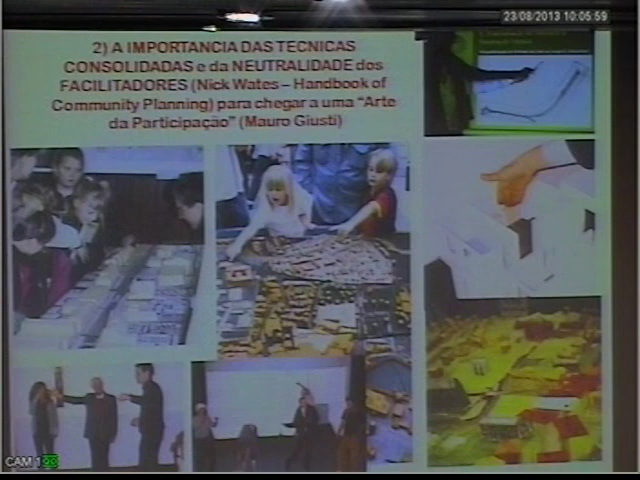 23/08/2013 10:05:59
2) A IMPORTANCIA DAS TECNICAS
CONSOLIDADAS e da NEUTRALIDADE dos
FACILITADORES (Nick Wates – Handbook of
Community Planning) para chegar a uma “Arte
da Participação” (Mauro Giusti)
CAM 1